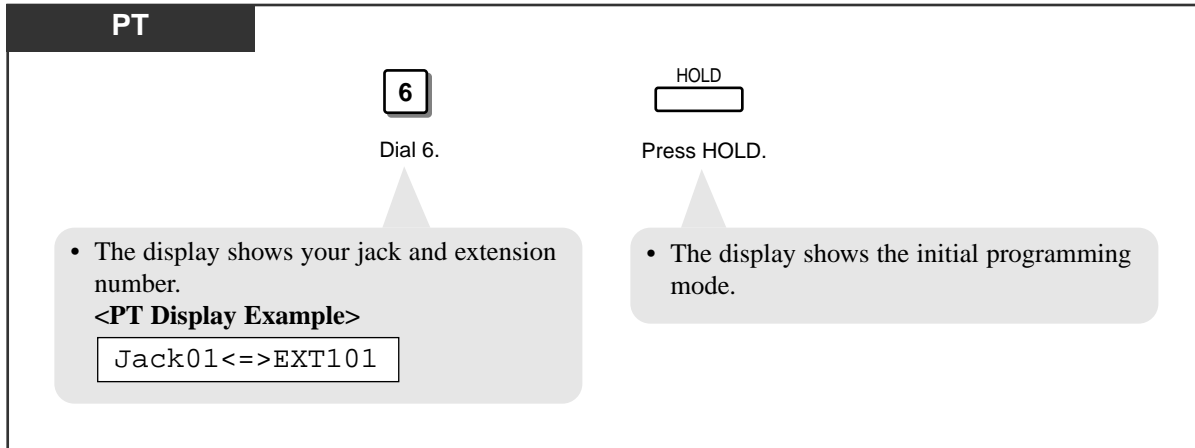 PT
6
HOLD
Dial 6.
Press HOLD.
• The display shows your jack and extension
number.
<PT Display Example>
Jack01<=>EXT101
• The display shows the initial programming
mode.